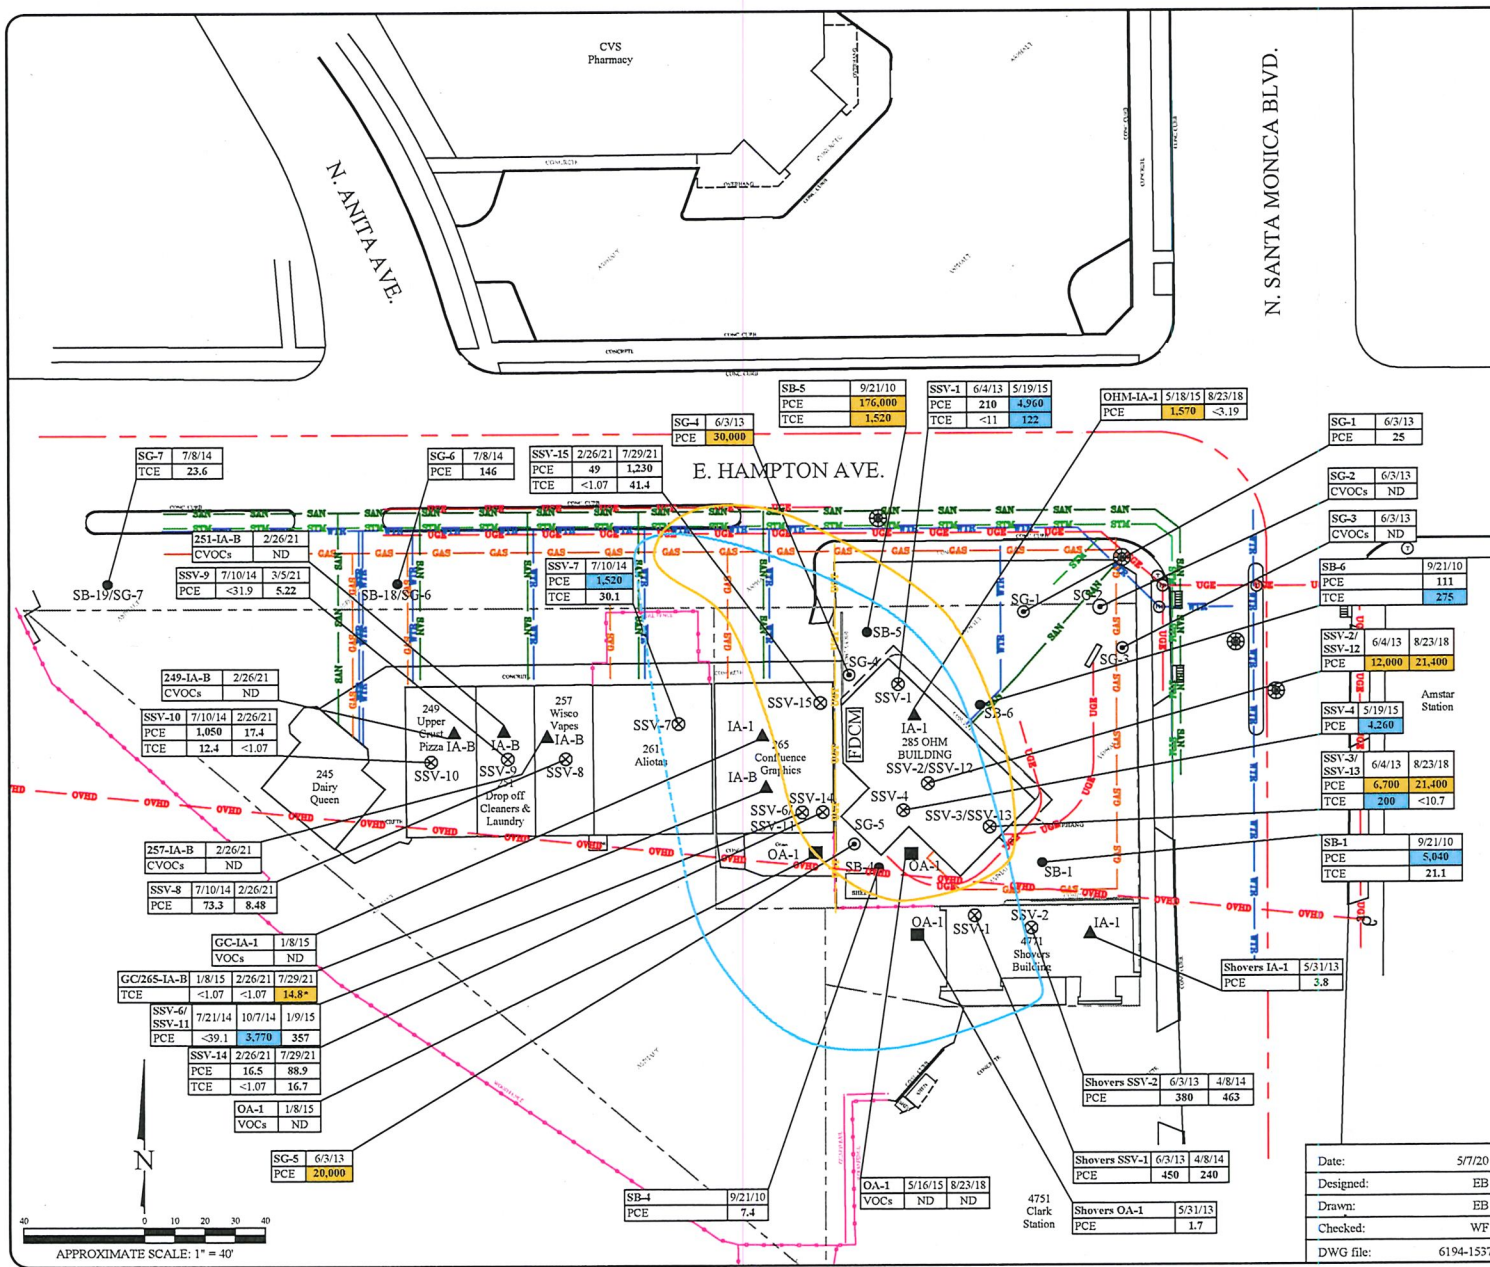 CVS
Pharmacy
OVERHANG
CONCRETE
ASPHALT
CONC. CURB
N. ANITA AVE.
N. SANTA MONICA BLVD.
E. HAMPTON AVE.
SB-5 9/21/10
PCE 176,000
TCE 1,520
SSV-1 6/4/13 5/19/15
PCE 210 4,960
TCE <11 122
OHM-IA-1 5/18/15 8/23/18
PCE 1,570 <3.19
SG-1 6/3/13
PCE 25
SG-4 6/3/13
PCE 30,000
SG-7 7/8/14
TCE 23.6
SG-6 7/8/14
PCE 146
SSV-15 2/26/21 7/29/21
PCE 49 1,230
TCE <1.07 41.4
SG-2 6/3/13
CVOCs ND
SG-3 6/3/13
CVOCs ND
251-IA-B 2/26/21
CVOCs ND
SSV-9 7/10/14 3/5/21
PCE <31.9 5.22
SSV-7 7/10/14
PCE 1,520
TCE 30.1
SB-6 9/21/10
PCE 111
TCE 275
SSV-2/
SSV-12 6/4/13 8/23/18
PCE 12,000 21,400
249-IA-B 2/26/21
CVOCs ND
SSV-10 7/10/14 2/26/21
PCE 1,050 17.4
TCE 12.4 <1.07
SSV-4 5/19/15
PCE 4,260
SSV-3/
SSV-13 6/4/13 8/23/18
PCE 6,700 21,400
TCE 200 <10.7
SB-1 9/21/10
PCE 5,040
TCE 21.1
257-IA-B 2/26/21
CVOCs ND
SSV-8 7/10/14 2/26/21
PCE 73.3 8.48
GC-IA-1 1/8/15
VOCs ND
GC/265-IA-B 1/8/15 2/26/21 7/29/21
TCE <1.07 <1.07 14.8*
SSV-6/
SSV-11 7/21/14 10/7/14 1/9/15
PCE <39.1 3,770 357
SSV-14 2/26/21 7/29/21
PCE 16.5 88.9
TCE <1.07 16.7
OA-1 1/8/15
VOCs ND
SG-5 6/3/13
PCE 20,000
SB-4 9/21/10
PCE 7.4
OA-1 5/16/15 8/23/18
VOCs ND ND
Shovers IA-1 5/31/13
PCE 3.8
Shovers SSV-2 6/3/13 4/8/14
PCE 380 463
Shovers SSV-1 6/3/13 4/8/14
PCE 450 240
Shovers OA-1 5/31/13
PCE 1.7
SB-19/SG-7
SB-18/SG-6
SAN
STM
WTR
UGE
GAS
OVHD
SB-5
SG-4
SSV-1
SG-1
SG-2
SG-3
SB-6
SSV-15
FDCM
IA-1
285 OHM
BUILDING
SSV-2/SSV-12
SSV-4
SSV-3/SSV-13
SG-5
SB-4
OA-1
SB-1
249
Upper
Crust
Pizza
IA-B
SSV-10
IA-B
SSV-9
251
Drop off
Cleaners &
Laundry
257
Wisco
Vapes
IA-B
SSV-8
SSV-7
261
Aliotas
IA-1
265
Confluence
Graphics
IA-B
SSV-14
SSV-6/
SSV-11
OA-1
245
Dairy
Queen
Amstar
Station
OA-1
SSV-1
SSV-2
4771
Shovers
Building
IA-1
4751
Clark
Station
N
40 0 10 20 30 40
APPROXIMATE SCALE: 1" = 40'
Date: 5/7/20
Designed: EB
Drawn: EB
Checked: WF
DWG file: 6194-1537